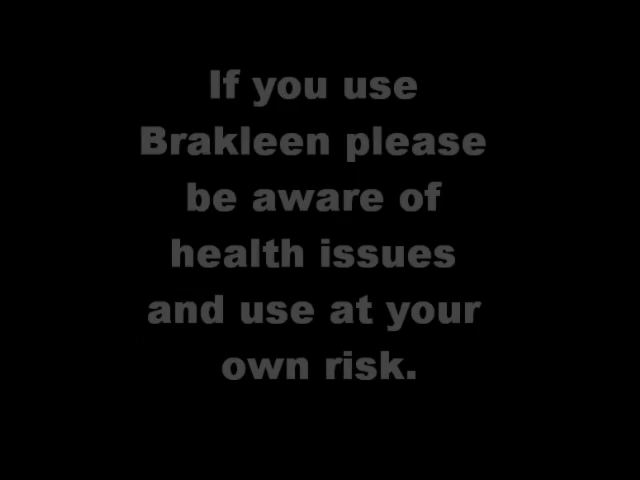 If you use
Brakleen please
be aware of
health issues
and use at your
own risk.